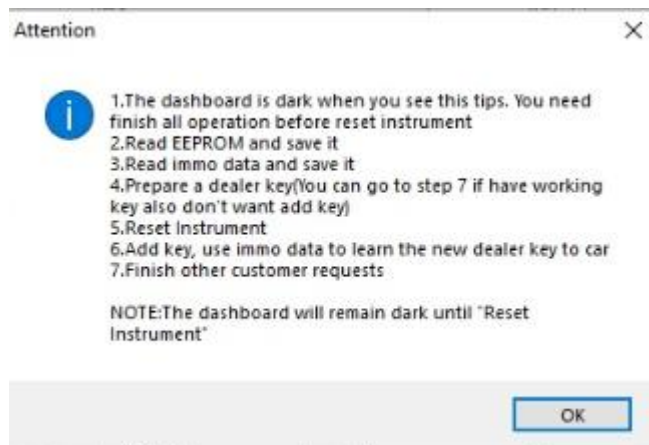 Attention
1.The dashboard is dark when you see this tips. You need
finish all operation before reset instrument
2.Read EEPROM and save it
3.Read immo data and save it
4.Prepare a dealer key(You can go to step 7 if have working
key also don't want add key)
5.Reset Instrument
6.Add key, use immo data to learn the new dealer key to car
7.Finish other customer requests
NOTE:The dashboard will remain dark until "Reset
Instrument"
OK